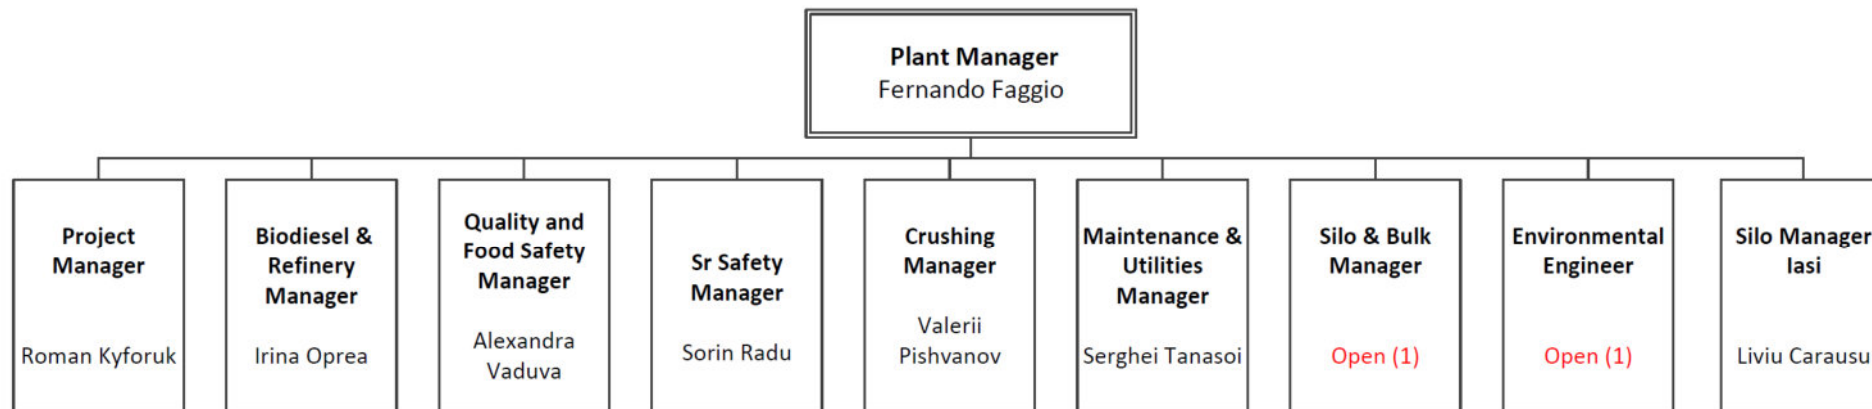 Plant Manager
Fernando Faggio
Project
Manager
Roman Kyforuk
Biodiesel &
Refinery
Manager
Irina Oprea
Quality and
Food Safety
Manager
Alexandra
Vaduva
Sr Safety
Manager
Sorin Radu
Crushing
Manager
Valerii
Pishvanov
Maintenance &
Utilities
Manager
Serghei Tanasoi
Silo & Bulk
Manager
Open (1)
Environmental
Engineer
Open (1)
Silo Manager
Iasi
Liviu Carausu